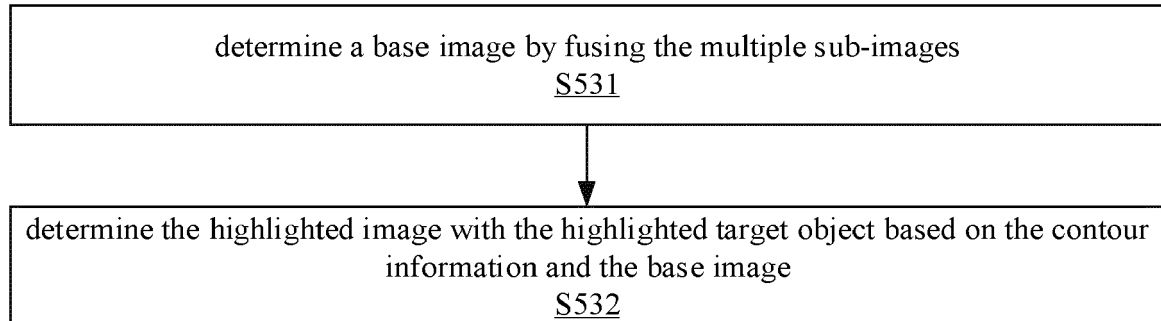 determine a base image by fusing the multiple sub-images
S531
determine the highlighted image with the highlighted target object based on the contour
information and the base image
S532